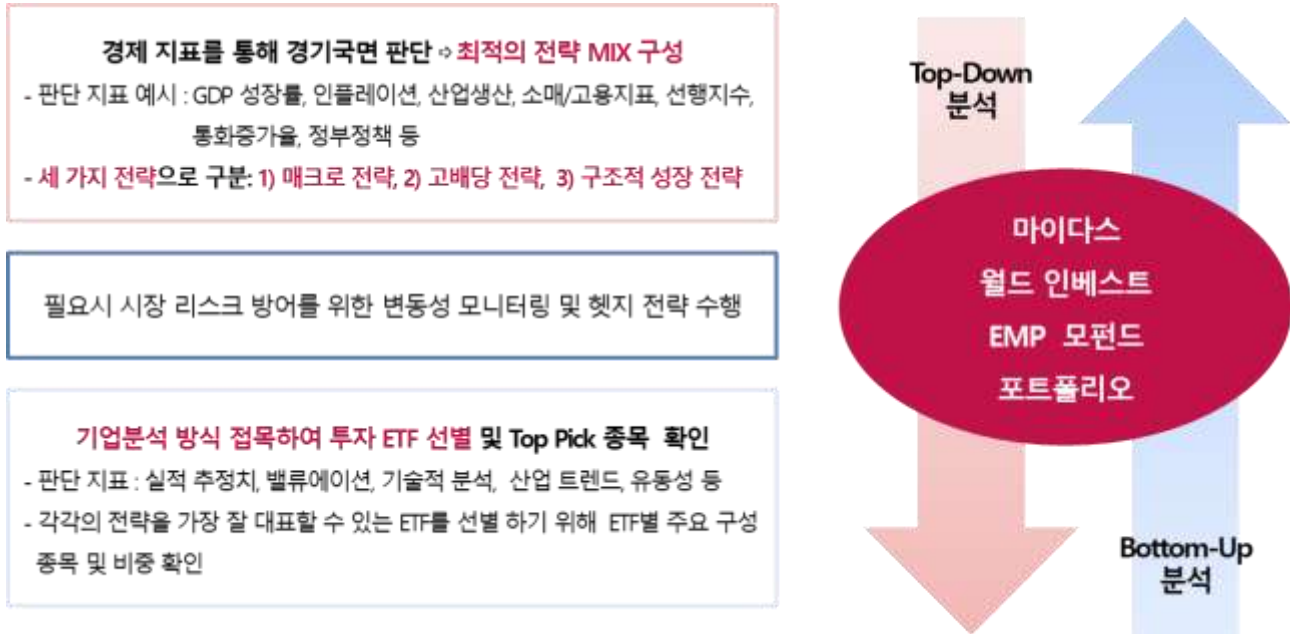 경제 지표를 통해 경기국면 판단 ⇨ 최적의 전략 MIX 구성
- 판단 지표 예시 : GDP 성장률, 인플레이션, 산업생산, 소매/고용지표, 선행지수,
통화증가율, 정부정책 등
- 세 가지 전략으로 구분: 1) 매크로 전략, 2) 고배당 전략, 3) 구조적 성장 전략
필요시 시장 리스크 방어를 위한 변동성 모니터링 및 헷지 전략 수행
기업분석 방식 접목하여 투자 ETF 선별 및 Top Pick 종목 확인
- 판단 지표 : 실적 추정치, 밸류에이션, 기술적 분석, 산업 트렌드, 유동성 등
- 각각의 전략을 가장 잘 대표할 수 있는 ETF를 선별 하기 위해 ETF별 주요 구성
종목 및 비중 확인
Top-Down
분석
마이다스
월드 인베스트
EMP 모펀드
포트폴리오
Bottom-Up
분석